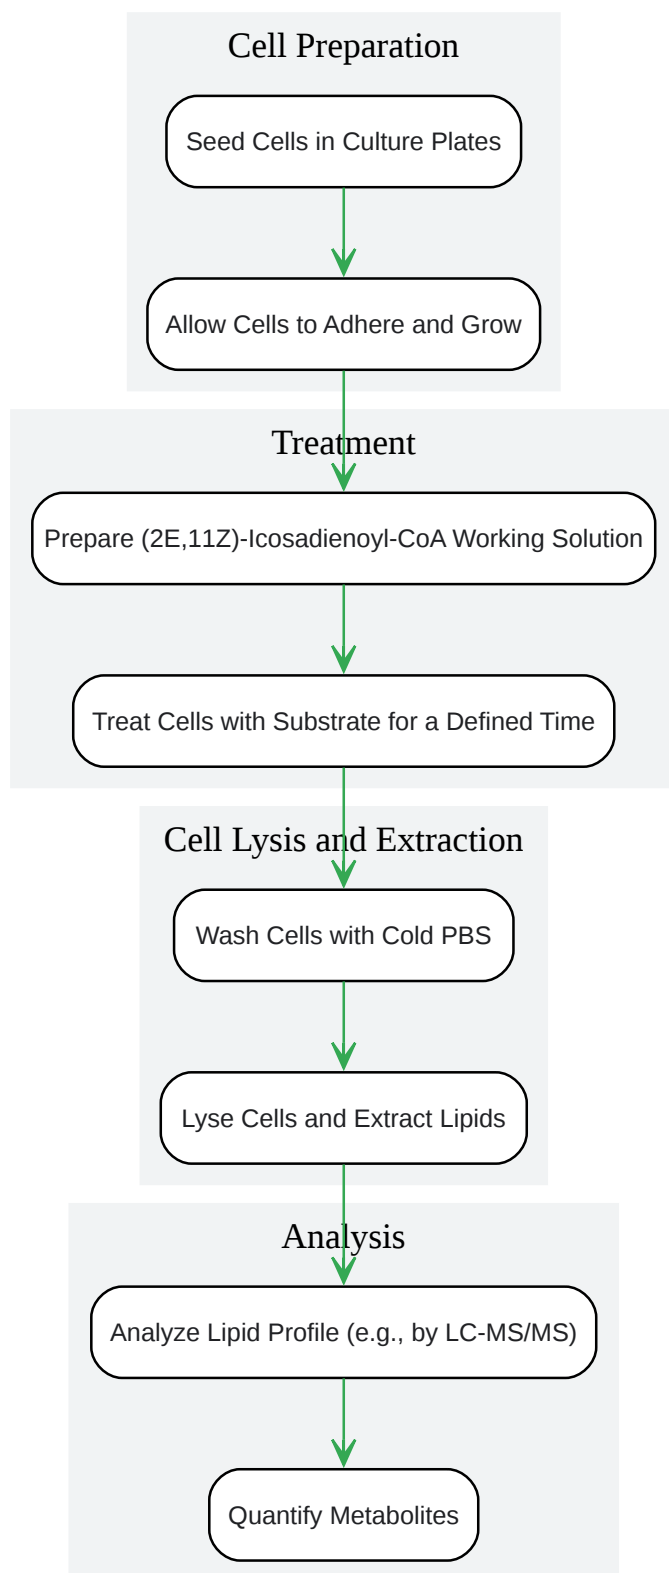 Cell Preparation
Seed Cells in Culture Plates
Allow Cells to Adhere and Grow
Treatment
Prepare (2E,11Z)-Icosadienoyl-CoA Working Solution
Treat Cells with Substrate for a Defined Time
Cell Lysis and Extraction
Wash Cells with Cold PBS
Lyse Cells and Extract Lipids
Analysis
Analyze Lipid Profile (e.g., by LC-MS/MS)
Quantify Metabolites